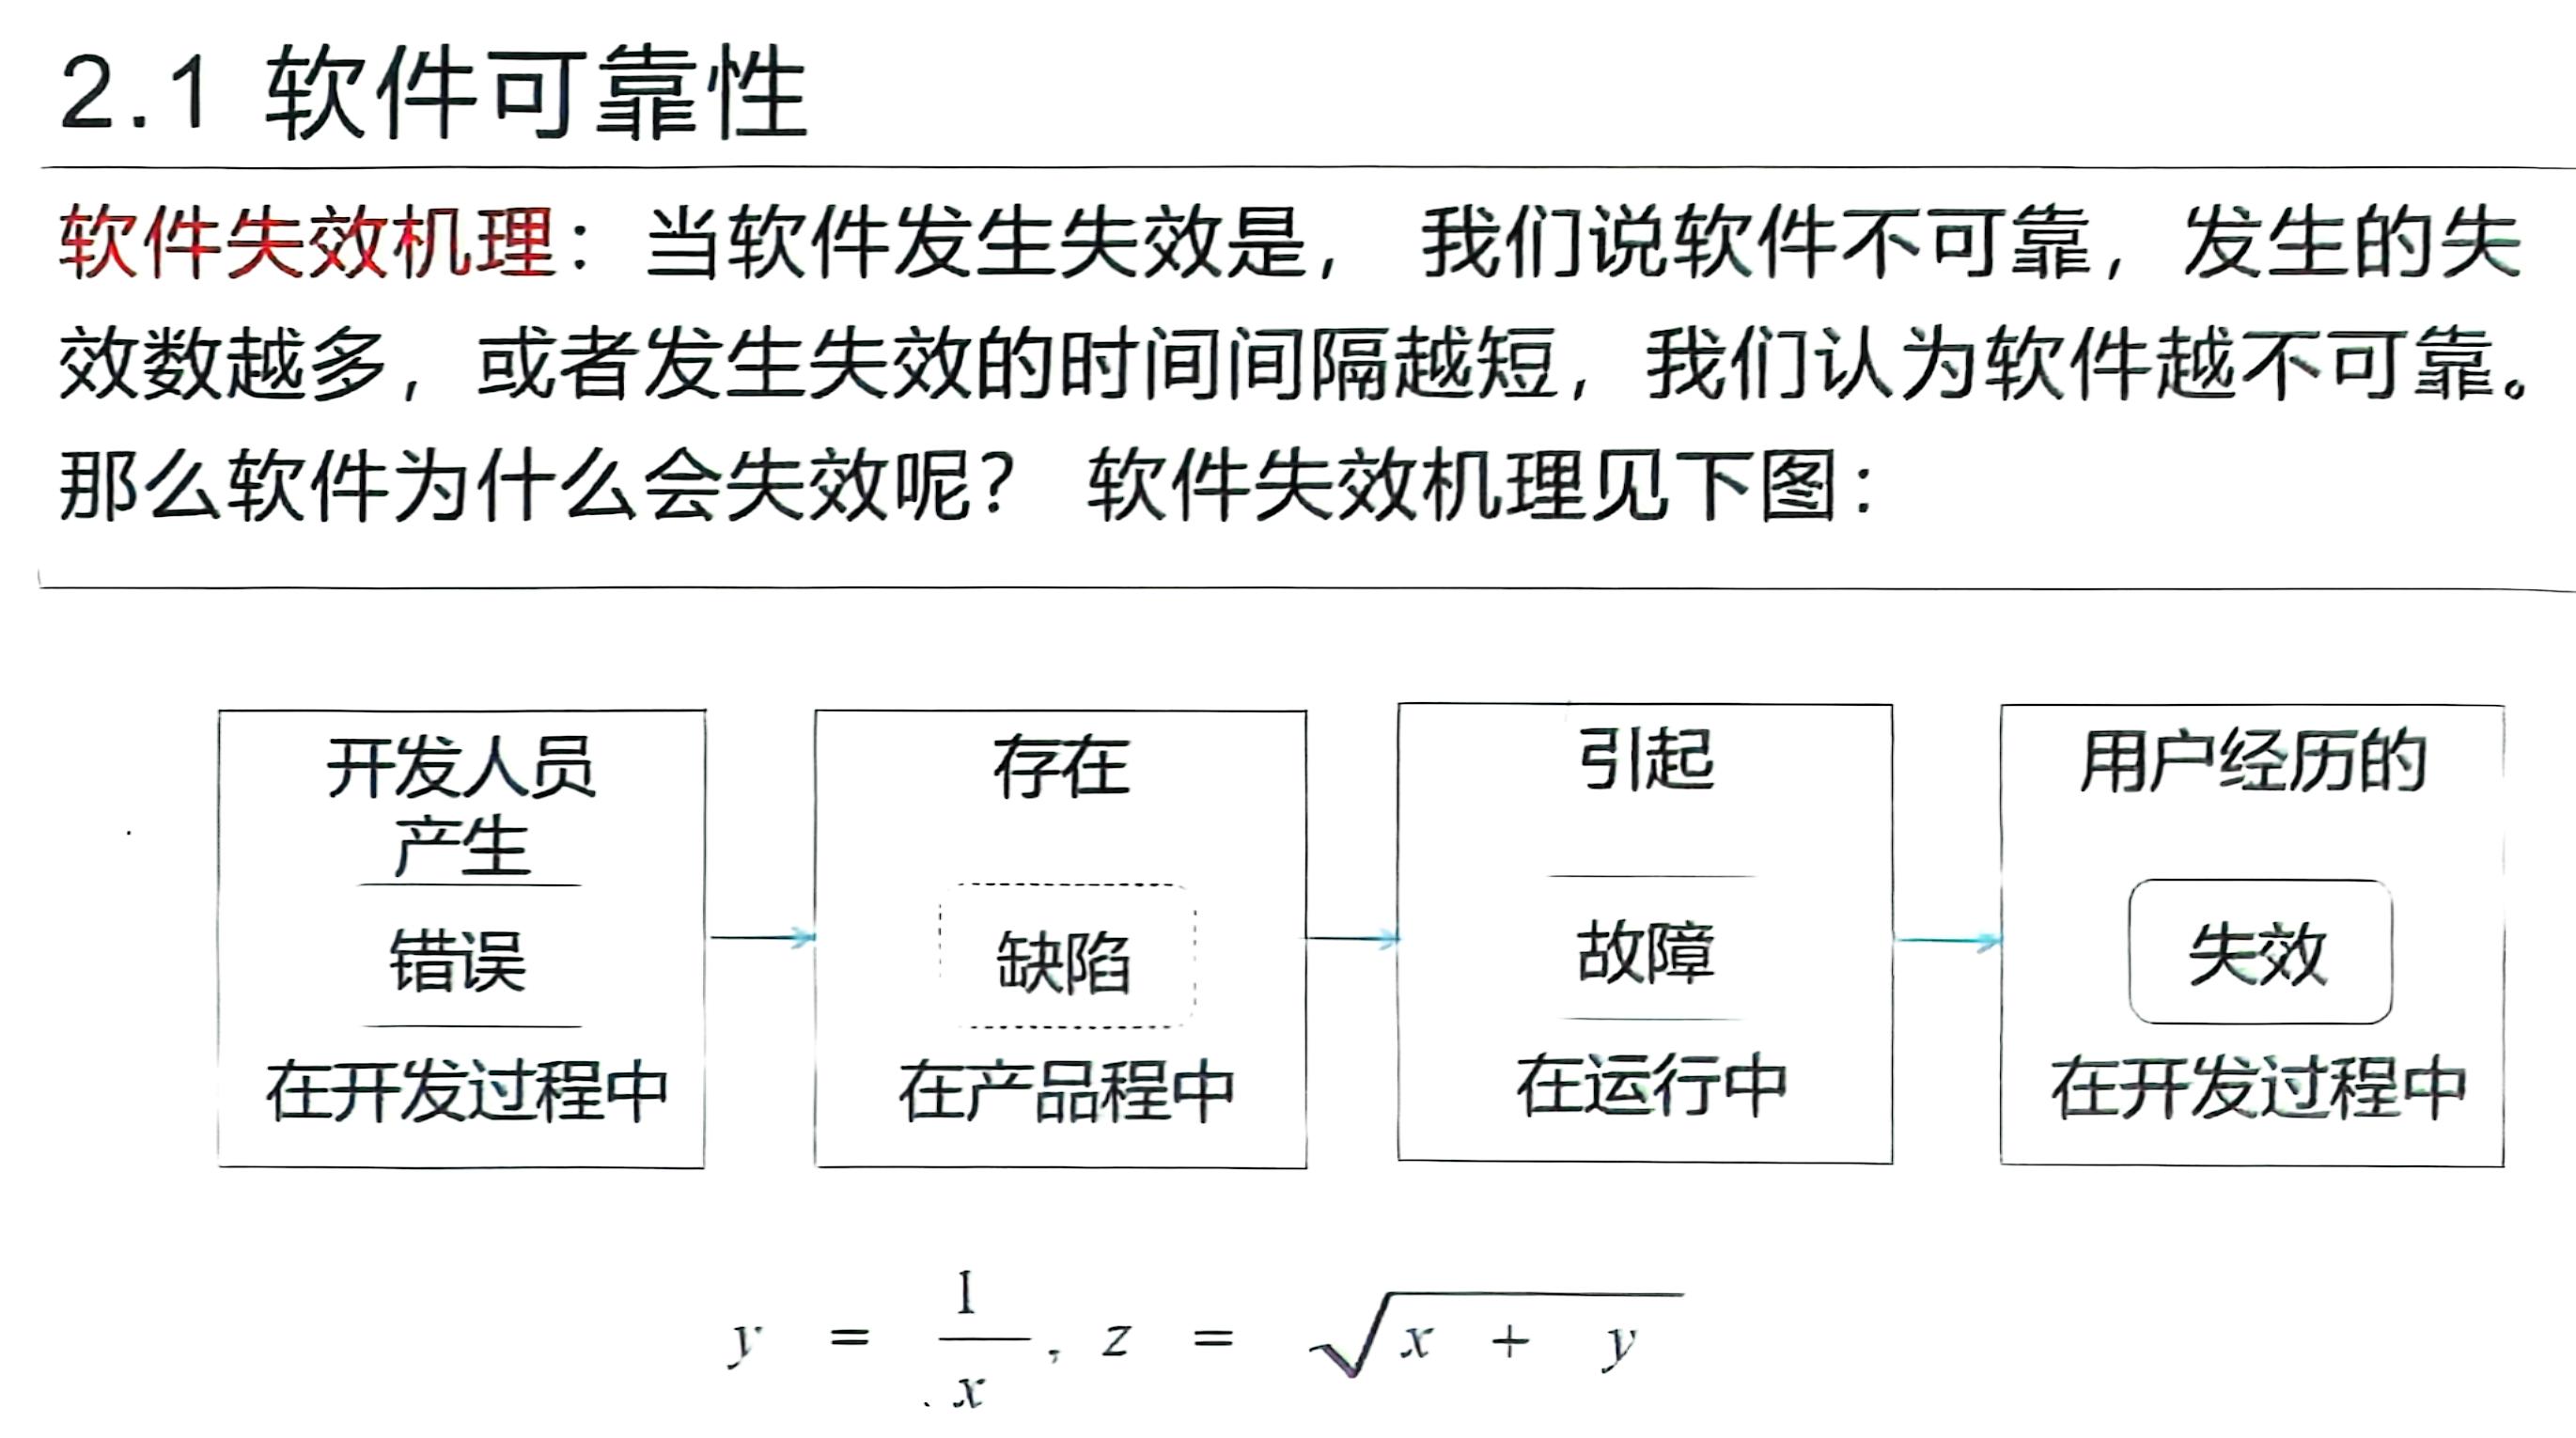 2.1 软件可靠性
软件失效机理：当软件发生失效是， 我们说软件不可靠，发生的失
效数越多，或者发生失效的时间间隔越短，我们认为软件越不可靠。
那么软件为什么会失效呢？ 软件失效机理见下图：
开发人员
产生
错误
在开发过程中
存在
缺陷
在产品程中
引起
故障
在运行中
用户经历的
失效
在开发过程中
y = 1/x, z = √(x + y)